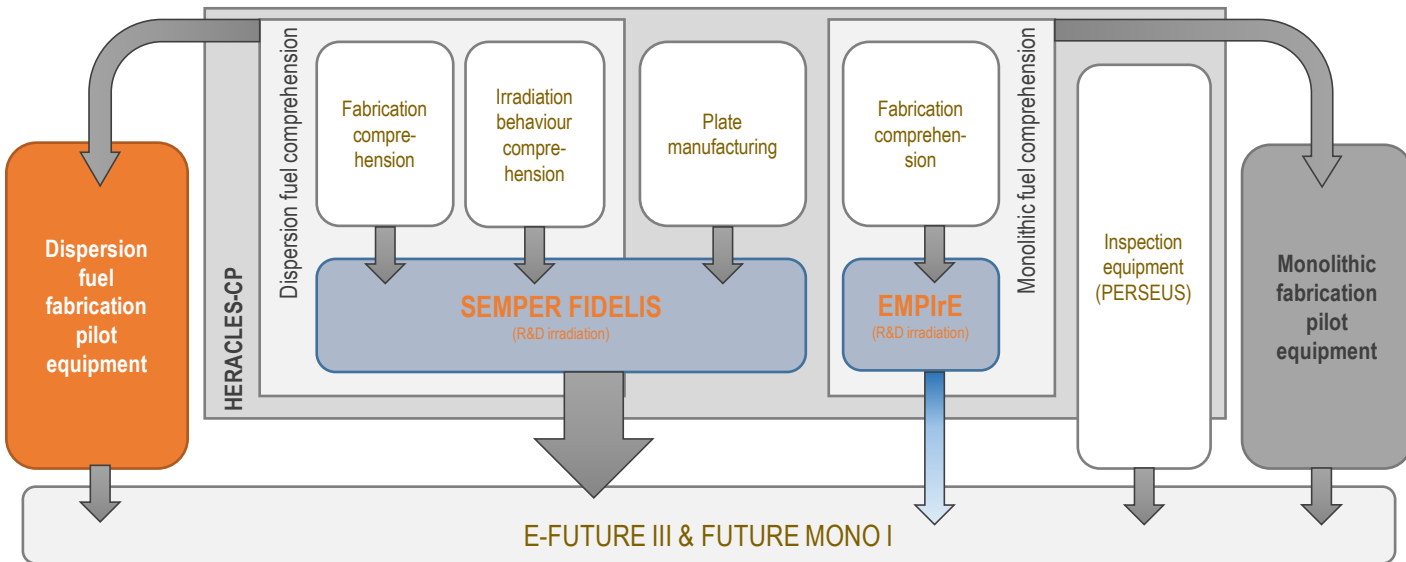 Dispersion
fuel
fabrication
pilot
equipment
HERACLES-CP
Dispersion fuel comprehension
Fabrication
compre-
hension
Irradiation
behaviour
compre-
hension
Plate
manufacturing
SEMPER FIDELIS
(R&D irradiation)
Fabrication
comprehen-
sion
EMPIrE
(R&D irradiation)
Monolithic fuel comprehension
Inspection
equipment
(PERSEUS)
Monolithic
fabrication
pilot
equipment
E-FUTURE III & FUTURE MONO I